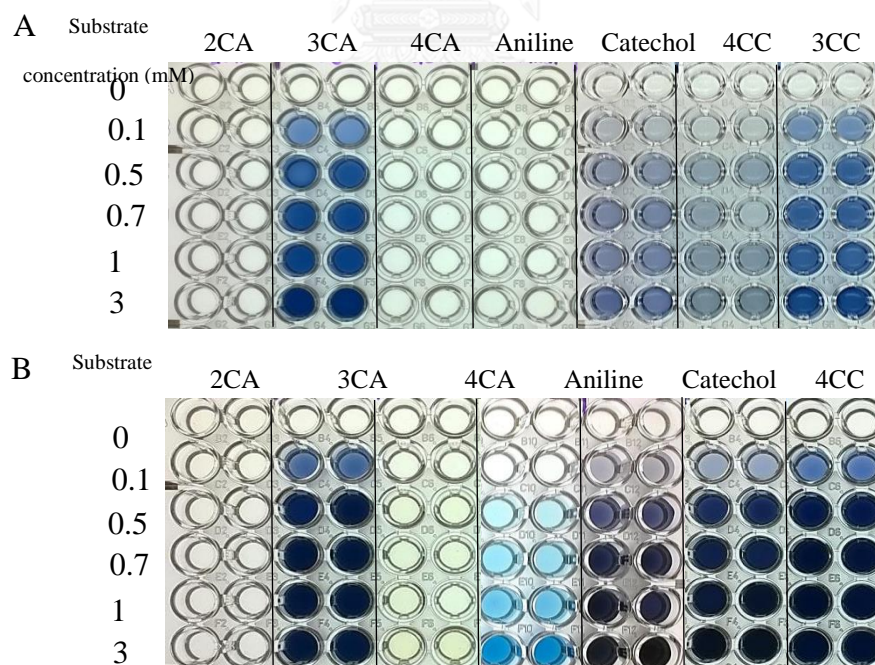 A Substrate
2CA 3CA 4CA Aniline Catechol 4CC 3CC
concentration (mM)
0
0.1
0.5
0.7
1
3
B Substrate
2CA 3CA 4CA Aniline Catechol 4CC
0
0.1
0.5
0.7
1
3